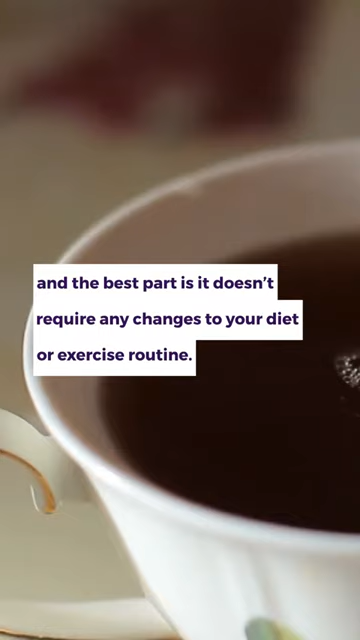 and the best part is it doesn’t
require any changes to your diet
or exercise routine.